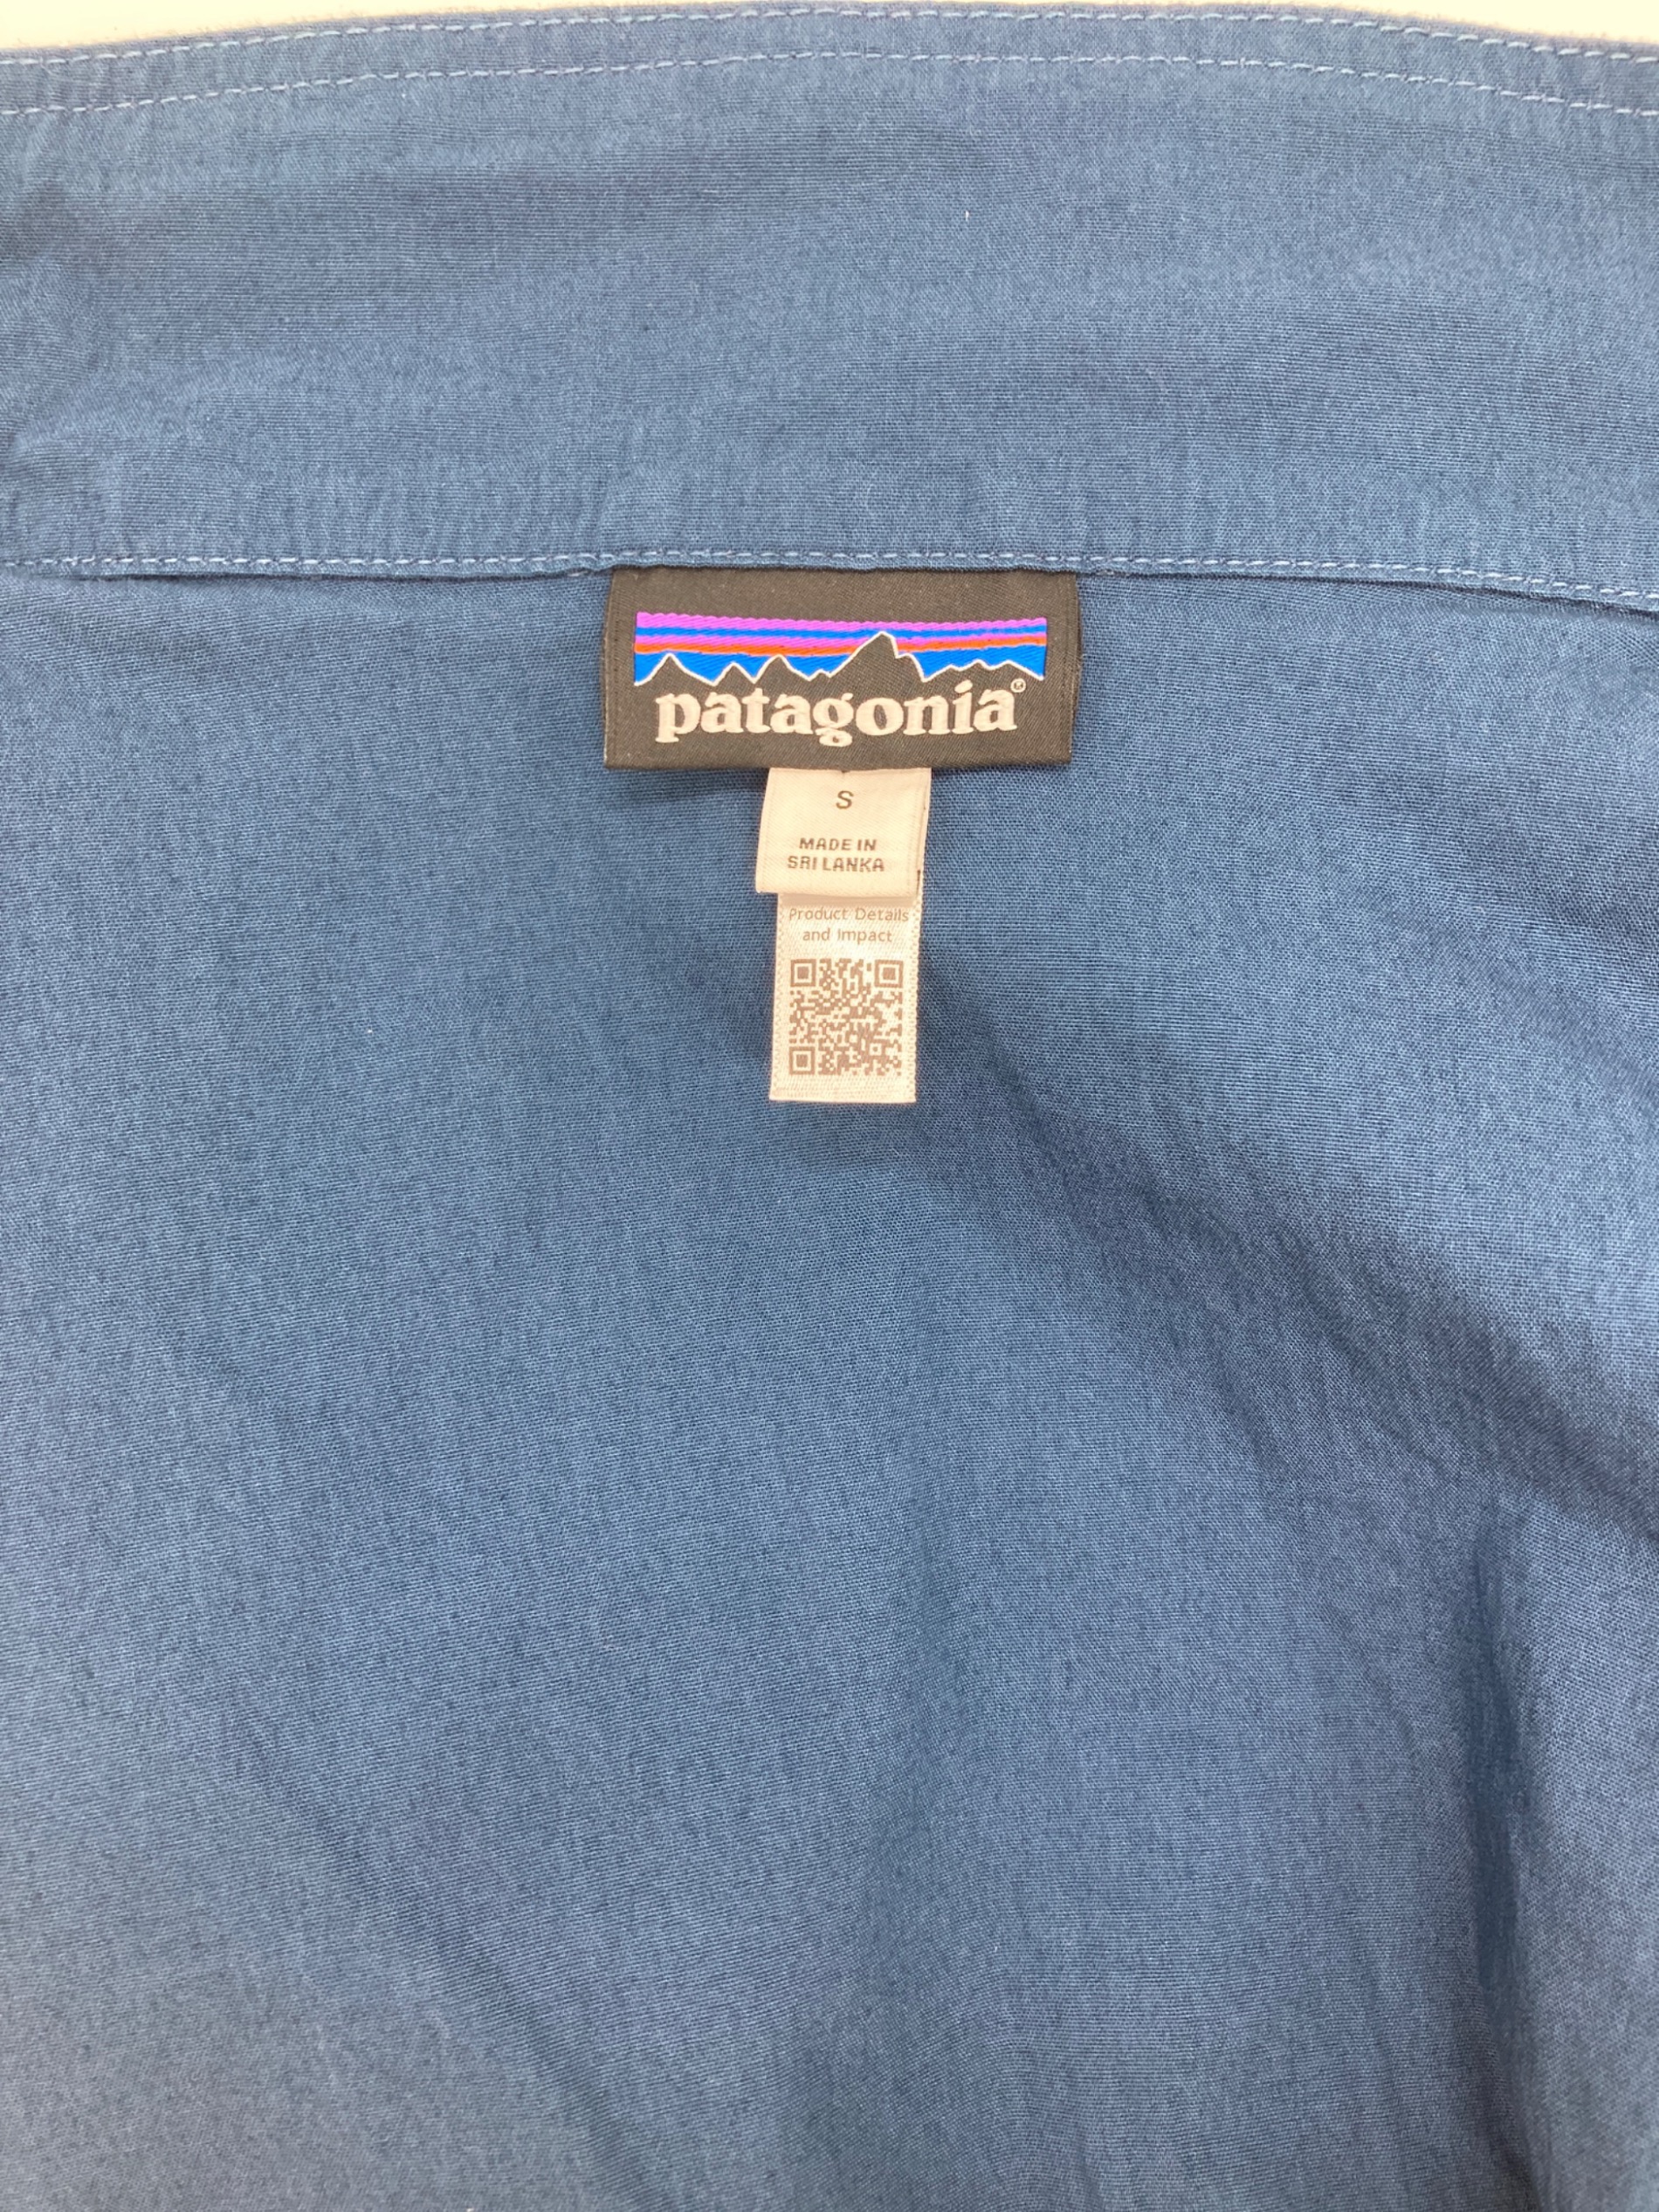 patagonia®
S
MADE IN
SRI LANKA
Product Details
and Impact